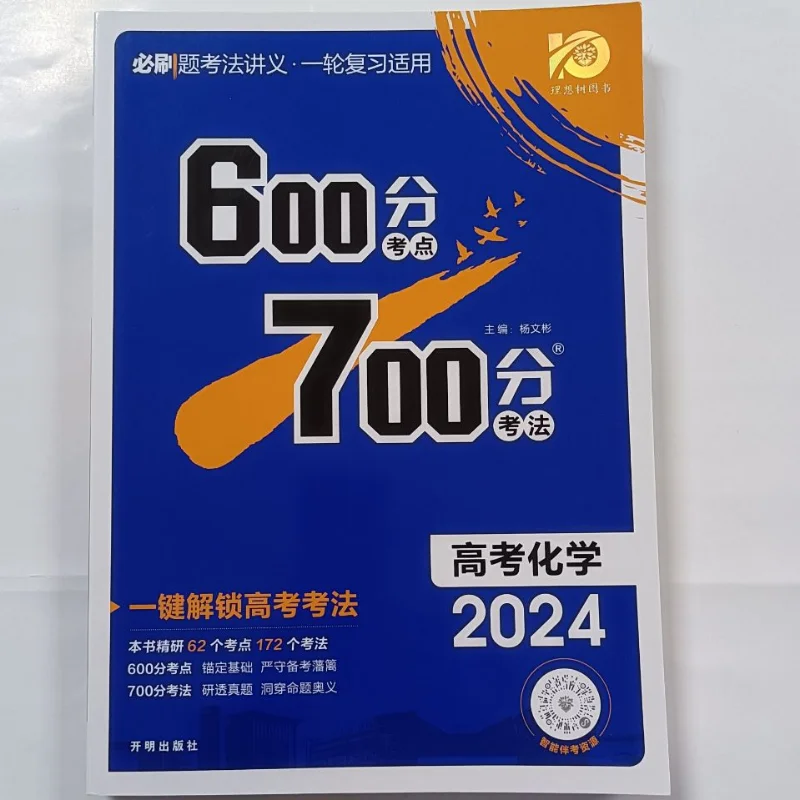 必刷题考法讲义·一轮复习适用
理想树图书
600分
考点
主编：杨文彬
700分®
考法
高考化学
2024
一键解锁高考考法
本书精研62个考点172个考法
600分考点 锚定基础 严守备考藩篱
700分考法 研透真题 洞穿命题奥义
智能伴考资源
开明出版社